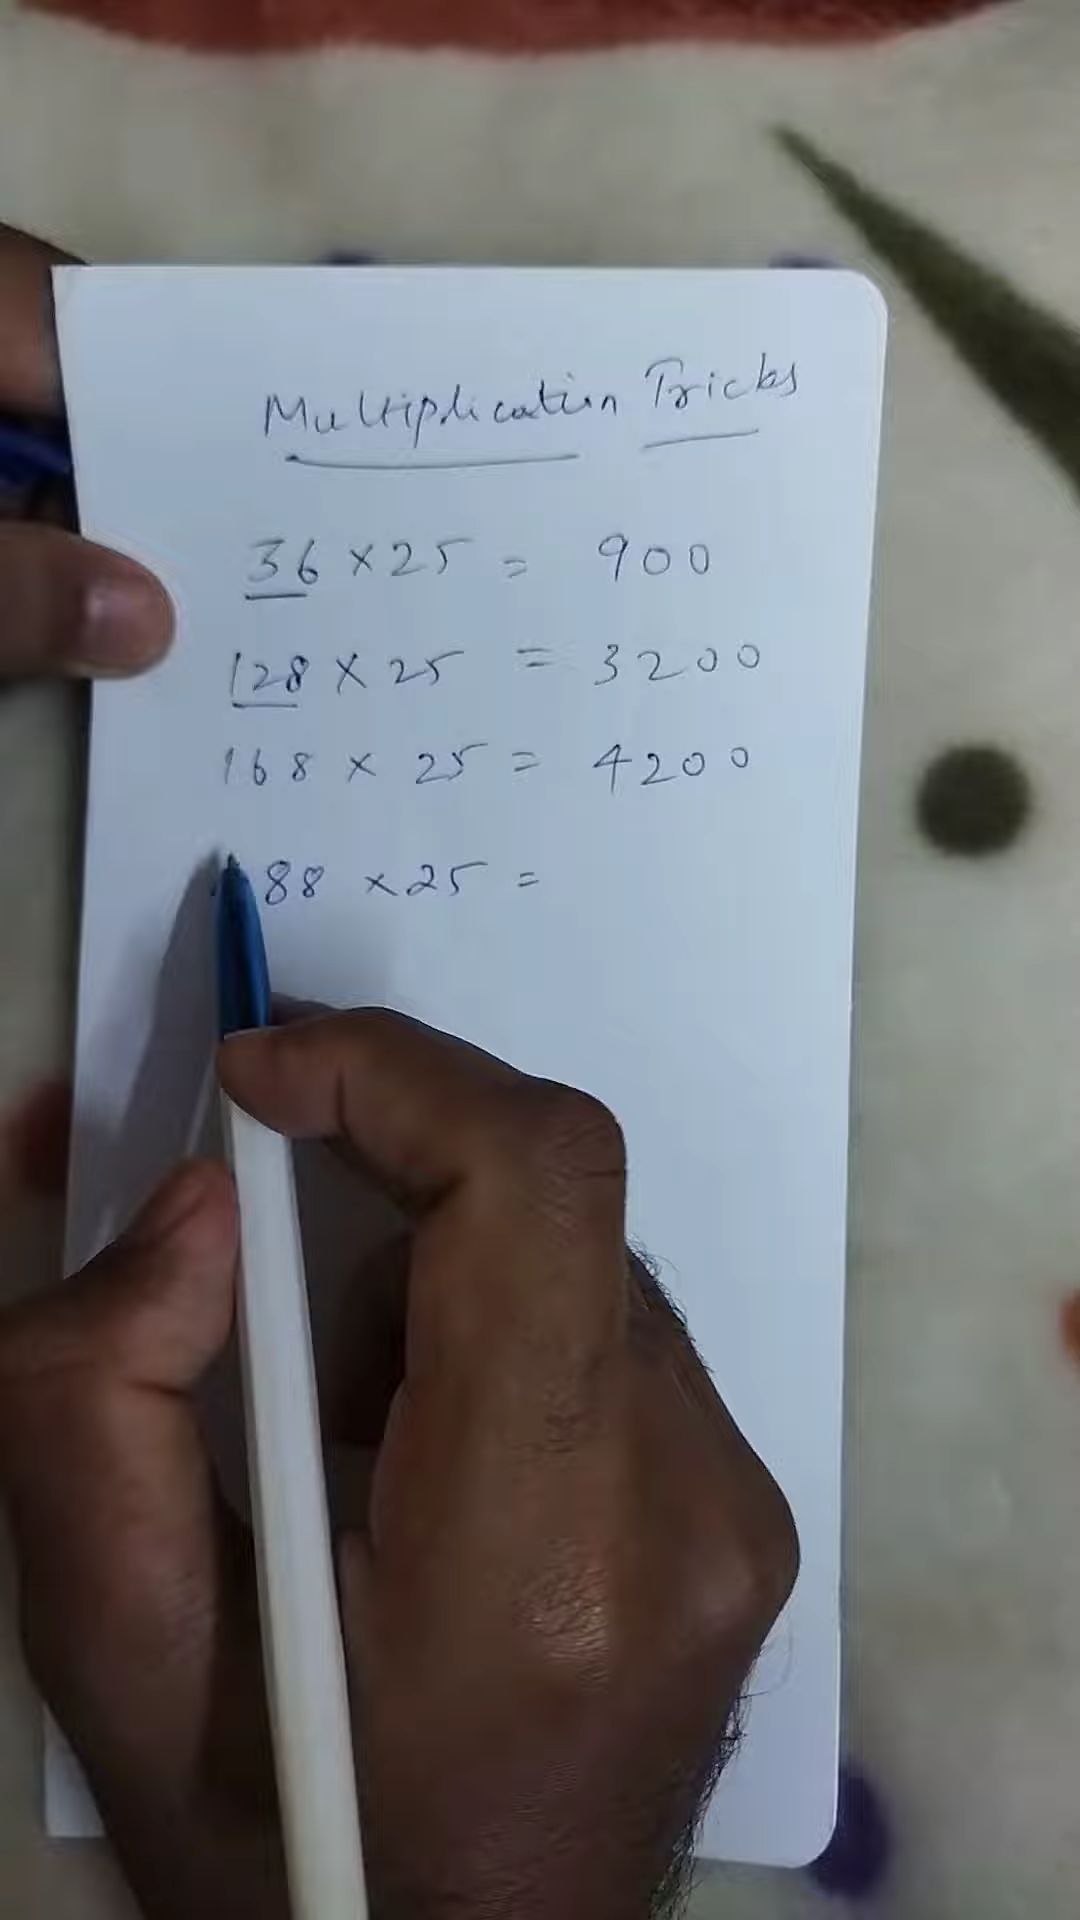 Multiplication Tricks
36 × 25 = 900
128 × 25 = 3200
168 × 25 = 4200
88 × 25 =